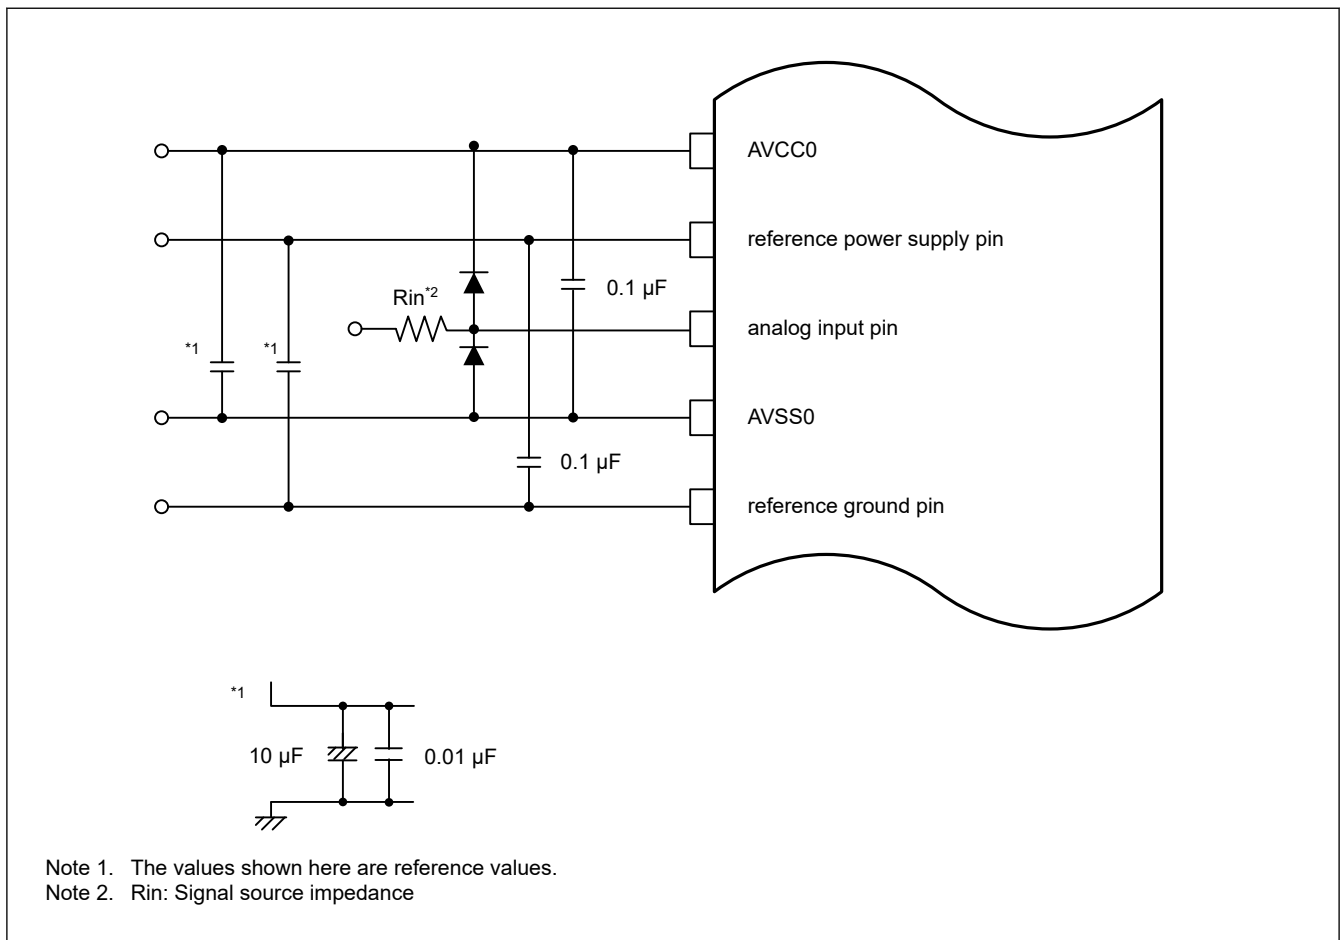 AVCC0
reference power supply pin
0.1 µF
Rin*2
analog input pin
*1
*1
AVSS0
0.1 µF
reference ground pin
*1
10 µF
0.01 µF
Note 1. The values shown here are reference values.
Note 2. Rin: Signal source impedance